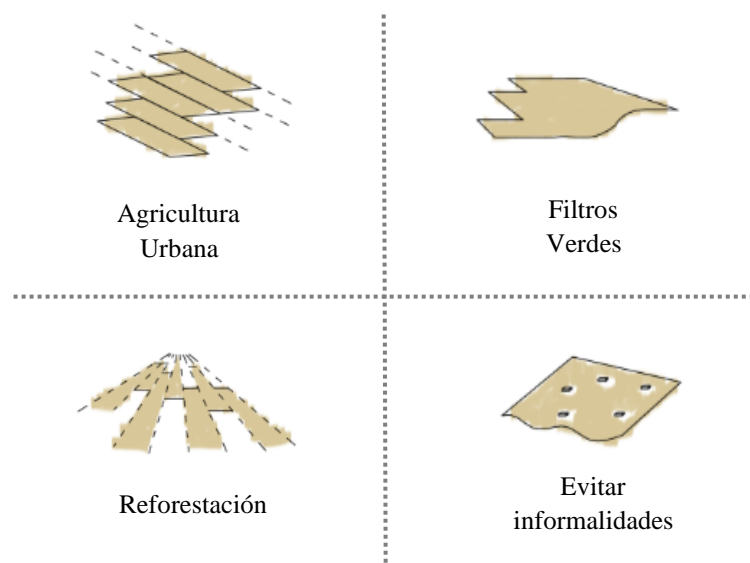 Agricultura
Urbana
Filtros
Verdes
Reforestación
Evitar
informalidades